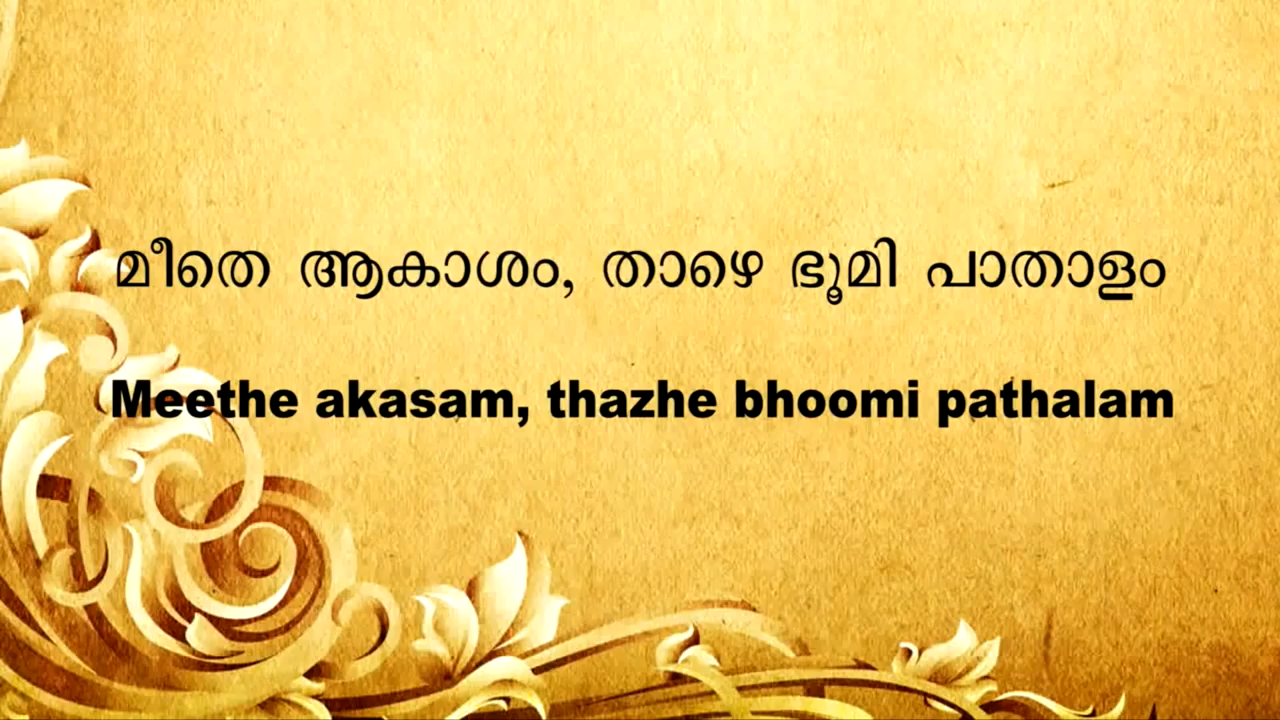 മീതെ ആകാശം, താഴെ ഭൂമി പാതാളം
Meethe akasam, thazhe bhoomi pathalam